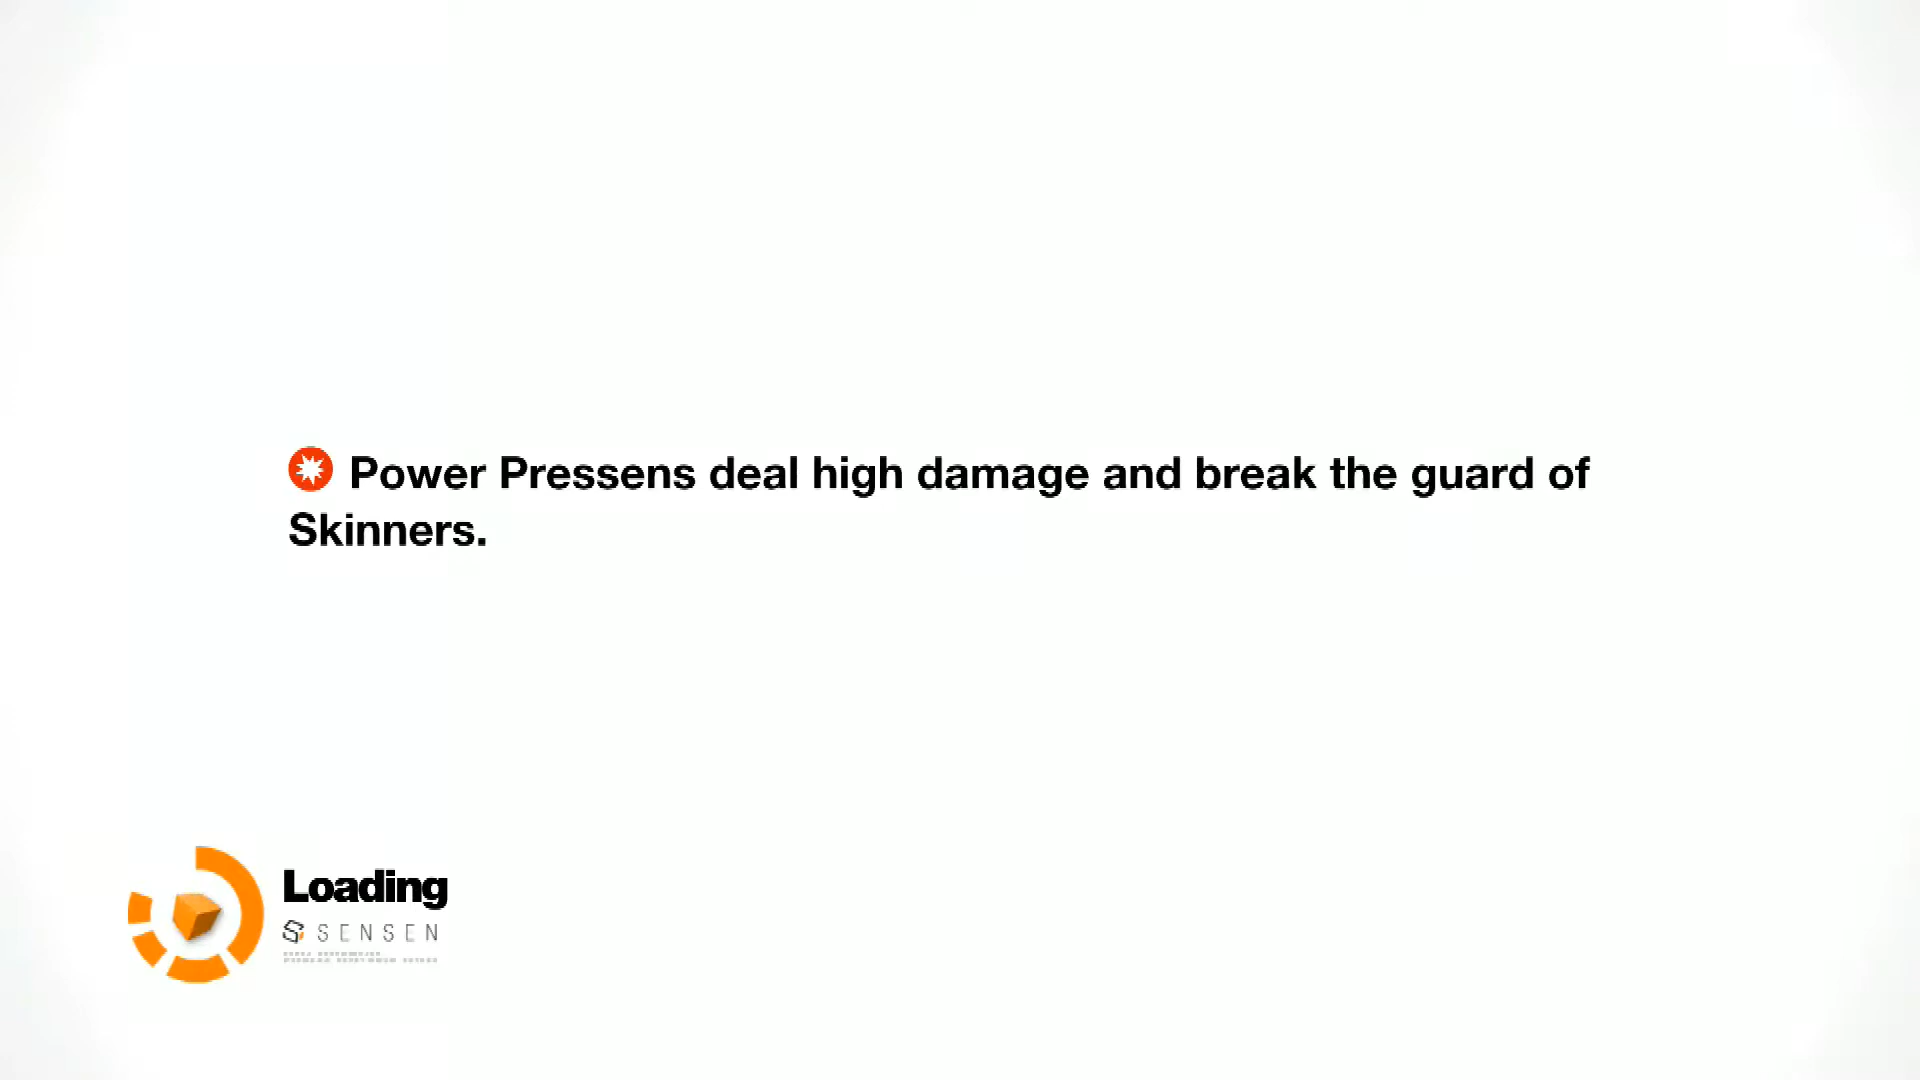 Power Pressens deal high damage and break the guard of
Skinners.
Loading
SENSEN